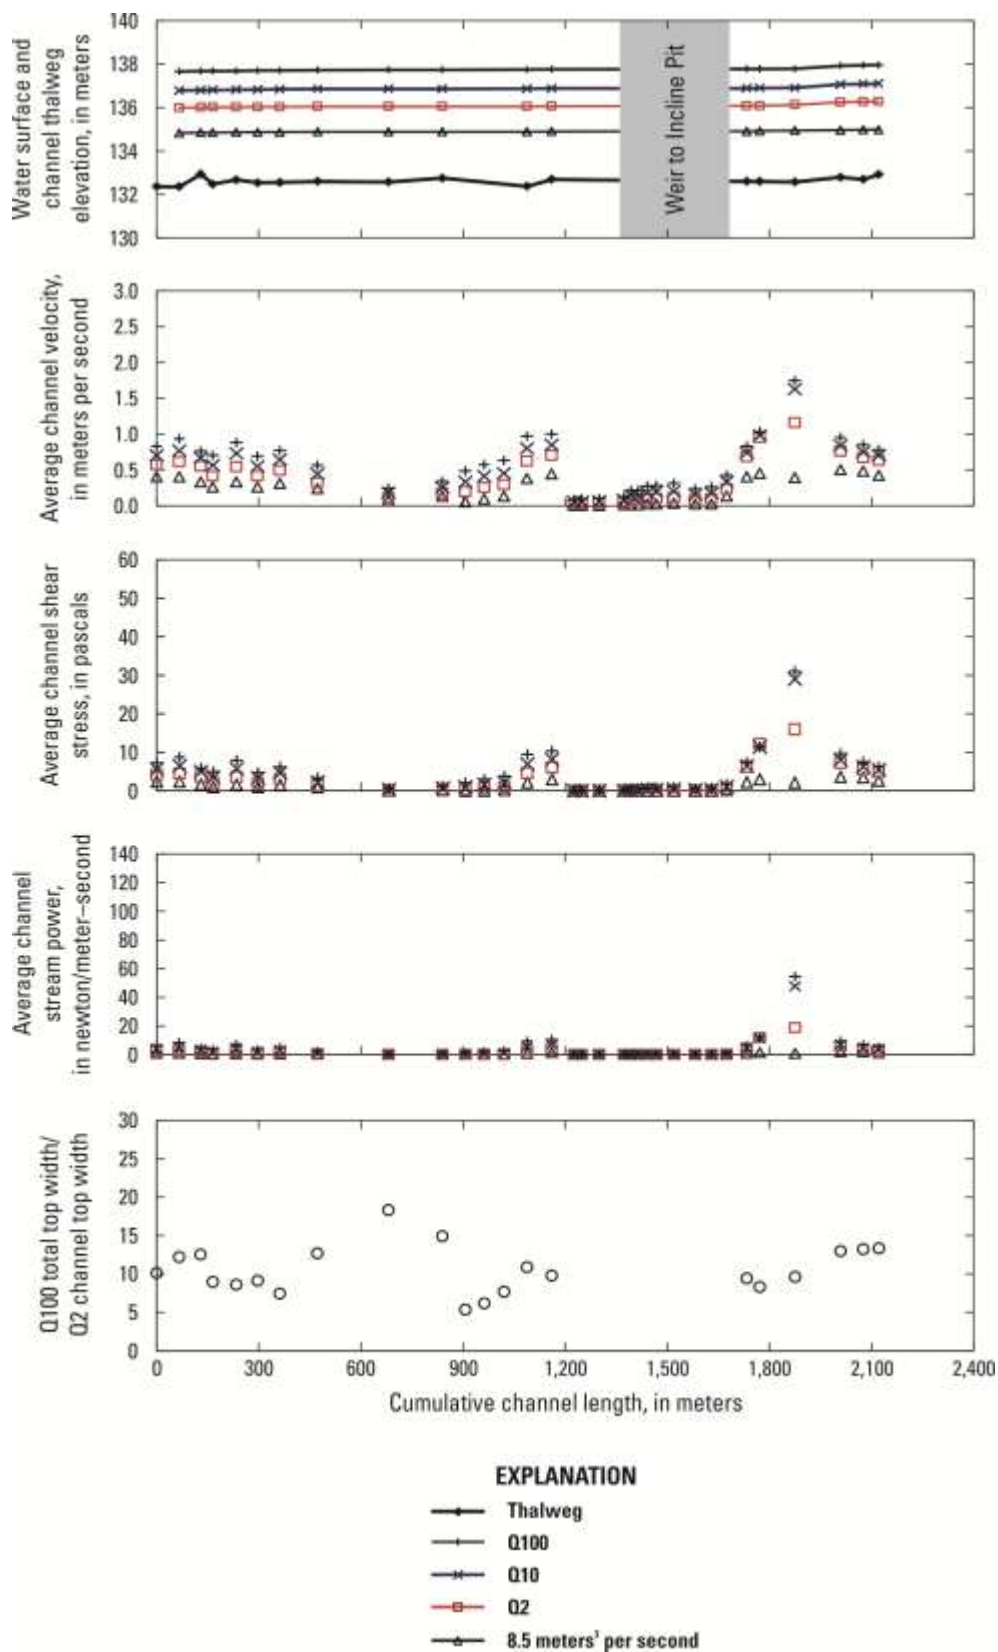 Water surface and
channel thalweg
elevation, in meters
140
138
136
134
132
130
Weir to Incline Pit
Average channel velocity,
in meters per second
3.0
2.5
2.0
1.5
1.0
0.5
0.0
Average channel shear
stress, in pascals
60
50
40
30
20
10
0
Average channel
stream power,
in newton/meter–second
140
120
100
80
60
40
20
0
Q100 total top width/
Q2 channel top width
30
25
20
15
10
5
0
0 300 600 900 1,200 1,500 1,800 2,100 2,400
Cumulative channel length, in meters
EXPLANATION
Thalweg
Q100
Q10
Q2
8.5 meters³ per second